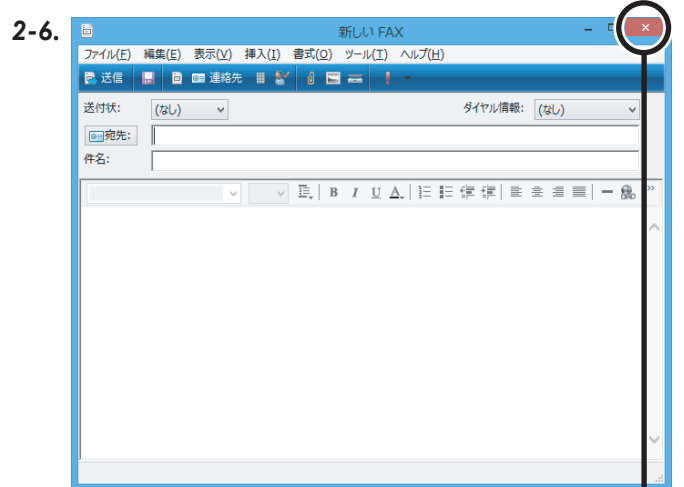 2-6.
新しい FAX
ファイル(F) 編集(E) 表示(V) 挿入(I) 書式(O) ツール(T) ヘルプ(H)
送信 連絡先
送付状: (なし) ダイヤル情報: (なし)
宛先:
件名:
B I U A